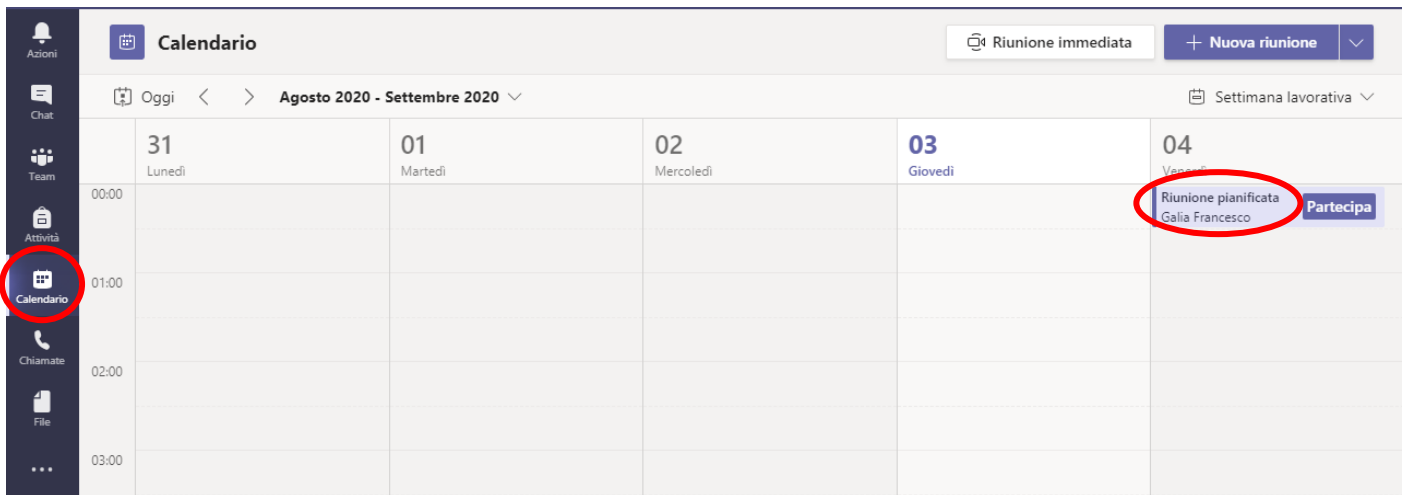 Azioni
Chat
Team
Attività
Calendario
Chiamate
File
Calendario
Riunione immediata
+ Nuova riunione
Oggi
Agosto 2020 - Settembre 2020
Settimana lavorativa
31
Lunedì
01
Martedì
02
Mercoledì
03
Giovedì
04
Venerdì
00:00
Riunione pianificata
Galia Francesco
Partecipa
01:00
02:00
03:00